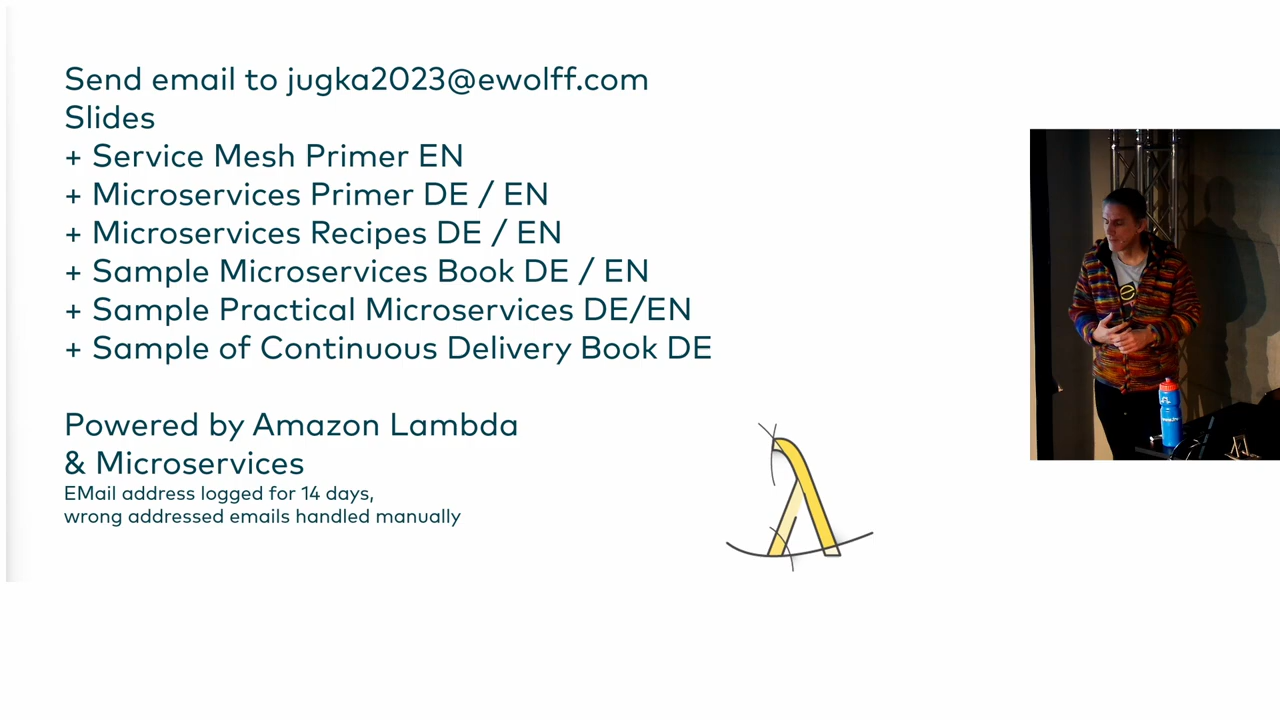 Send email to jugka2023@ewolff.com
Slides
+ Service Mesh Primer EN
+ Microservices Primer DE / EN
+ Microservices Recipes DE / EN
+ Sample Microservices Book DE / EN
+ Sample Practical Microservices DE/EN
+ Sample of Continuous Delivery Book DE
Powered by Amazon Lambda
& Microservices
EMail address logged for 14 days,
wrong addressed emails handled manually